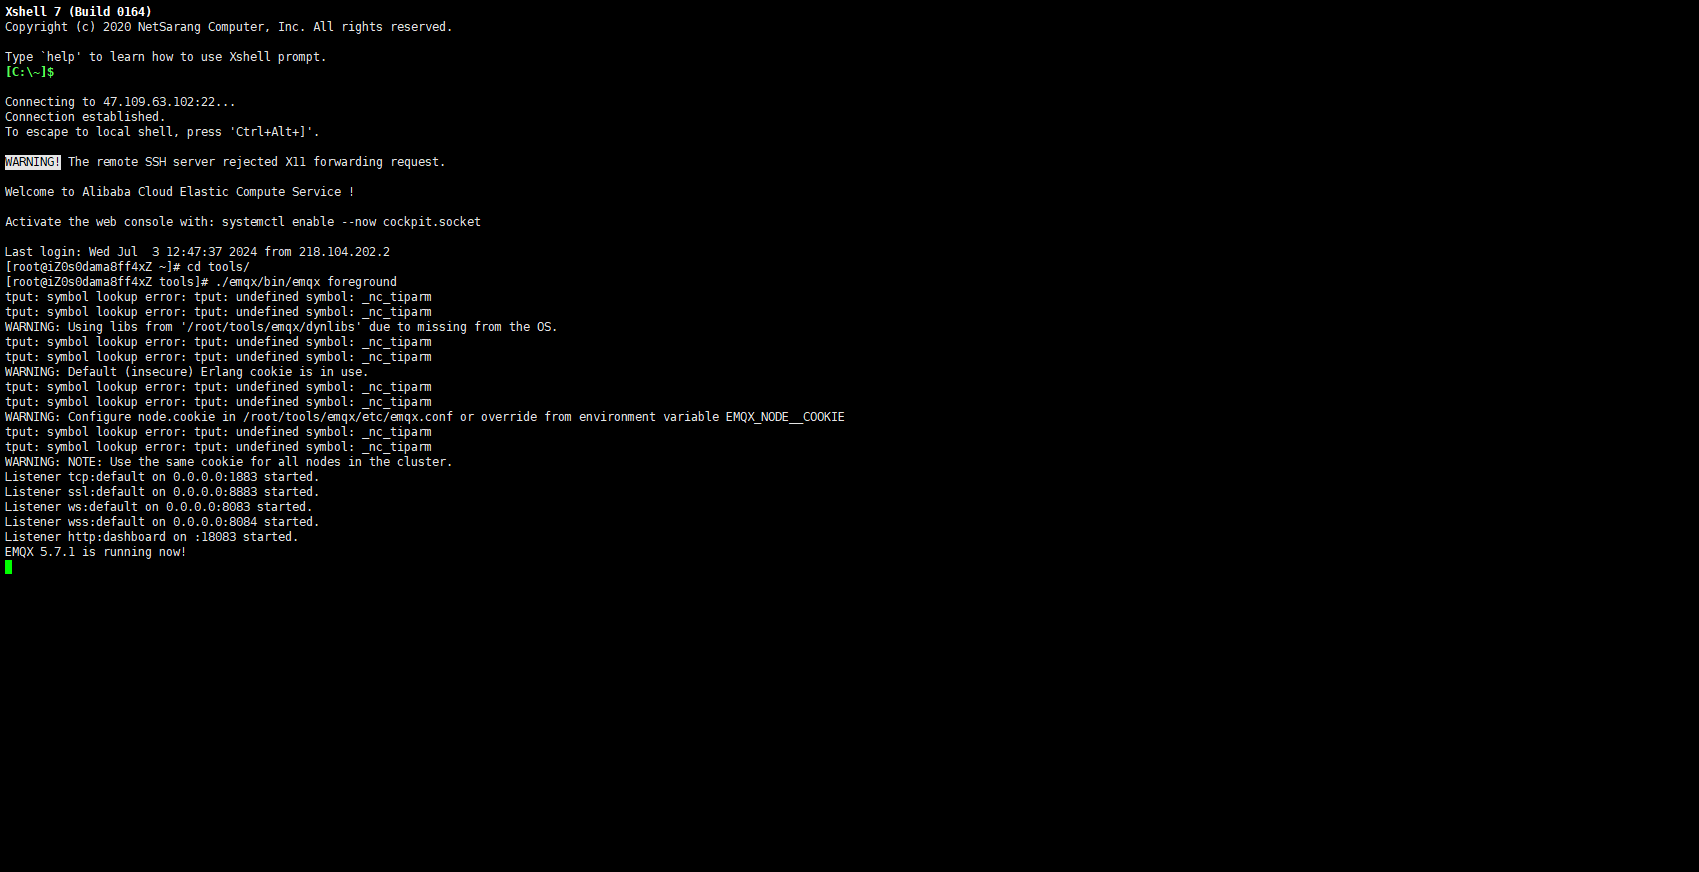 Xshell 7 (Build 0164)
Copyright (c) 2020 NetSarang Computer, Inc. All rights reserved.
Type `help' to learn how to use Xshell prompt.
[C:\~]$
Connecting to 47.109.63.102:22...
Connection established.
To escape to local shell, press 'Ctrl+Alt+]'.
WARNING! The remote SSH server rejected X11 forwarding request.
Welcome to Alibaba Cloud Elastic Compute Service !
Activate the web console with: systemctl enable --now cockpit.socket
Last login: Wed Jul  3 12:47:37 2024 from 218.104.202.2
[root@iZ0s0dama8ff4xZ ~]# cd tools/
[root@iZ0s0dama8ff4xZ tools]# ./emqx/bin/emqx foreground
tput: symbol lookup error: tput: undefined symbol: _nc_tiparm
tput: symbol lookup error: tput: undefined symbol: _nc_tiparm
WARNING: Using libs from '/root/tools/emqx/dynlibs' due to missing from the OS.
tput: symbol lookup error: tput: undefined symbol: _nc_tiparm
tput: symbol lookup error: tput: undefined symbol: _nc_tiparm
WARNING: Default (insecure) Erlang cookie is in use.
tput: symbol lookup error: tput: undefined symbol: _nc_tiparm
tput: symbol lookup error: tput: undefined symbol: _nc_tiparm
WARNING: Configure node.cookie in /root/tools/emqx/etc/emqx.conf or override from environment variable EMQX_NODE__COOKIE
tput: symbol lookup error: tput: undefined symbol: _nc_tiparm
tput: symbol lookup error: tput: undefined symbol: _nc_tiparm
WARNING: NOTE: Use the same cookie for all nodes in the cluster.
Listener tcp:default on 0.0.0.0:1883 started.
Listener ssl:default on 0.0.0.0:8883 started.
Listener ws:default on 0.0.0.0:8083 started.
Listener wss:default on 0.0.0.0:8084 started.
Listener http:dashboard on :18083 started.
EMQX 5.7.1 is running now!